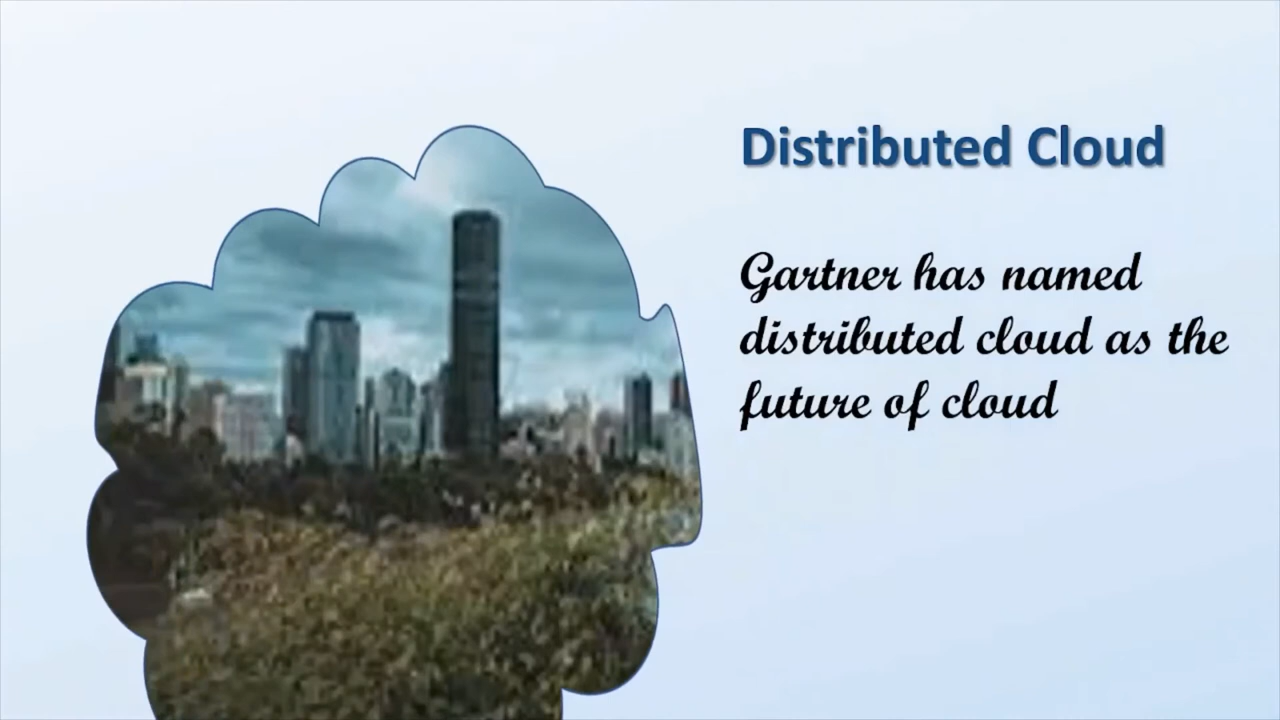 Distributed Cloud
Gartner has named
distributed cloud as the
future of cloud